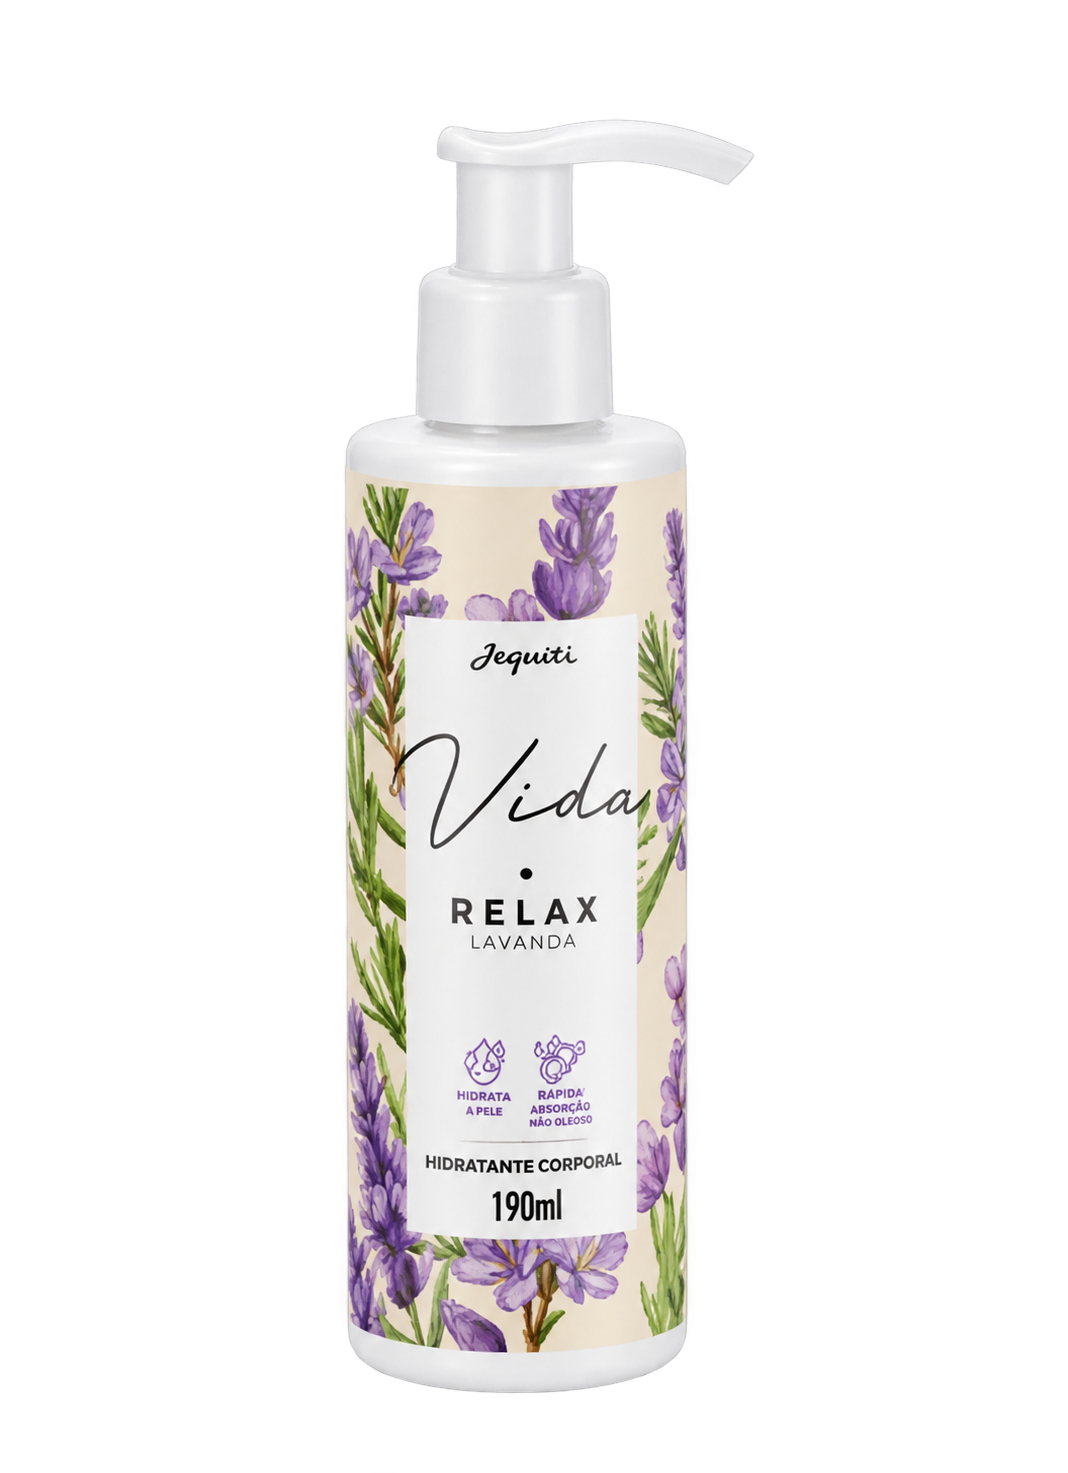 Jequiti
Vida
•
RELAX
LAVANDA
HIDRATA
A PELE
RÁPIDA
ABSORÇÃO
NÃO OLEOSO
HIDRATANTE CORPORAL
190ml